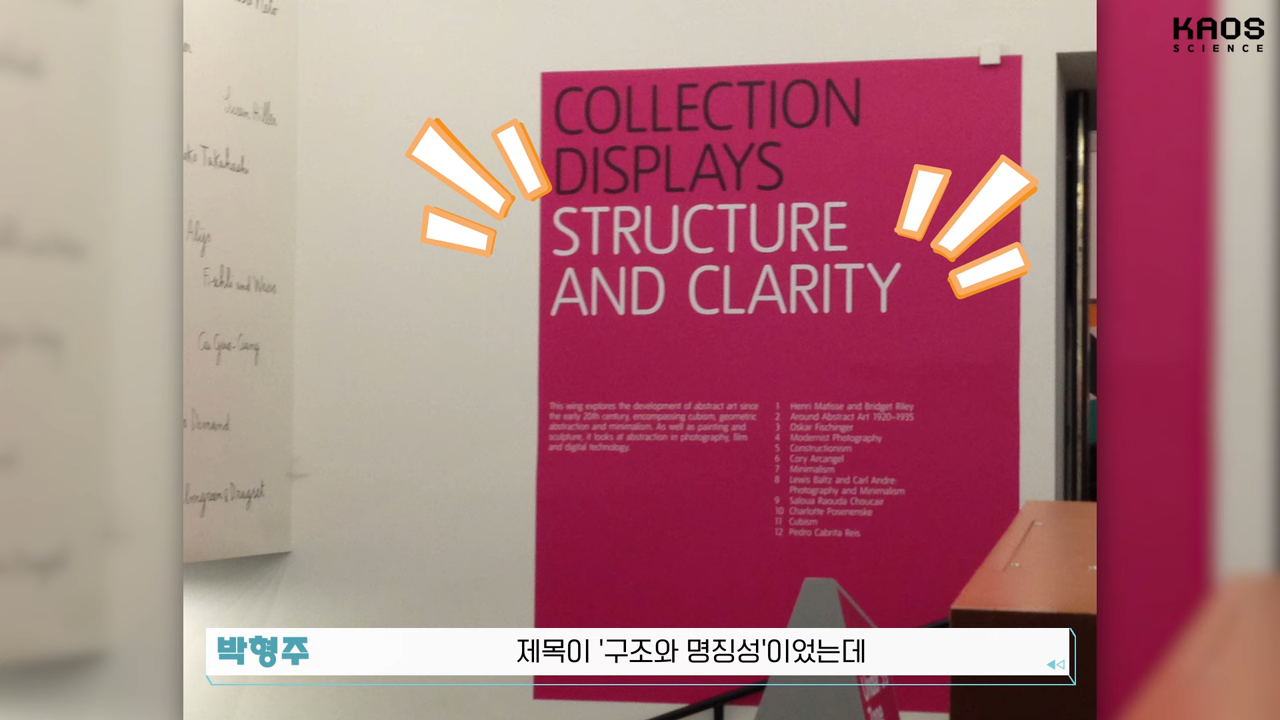 KAOS
SCIENCE
COLLECTION
DISPLAYS
STRUCTURE
AND CLARITY
This wing explores the development of abstract art since
the early 20th century, encompassing cubism, geometric
abstraction and minimalism. As well as painting and
sculpture, it looks at abstraction in photography, film
and digital technology.
1 Henri Matisse and Bridget Riley
2 Around Abstract Art 1920–1935
3 Oskar Fischinger
4 Modernist Photography
5 Constructionism
6 Cory Arcangel
7 Minimalism
8 Lewis Baltz and Carl Andre:
Photography and Minimalism
9 Saloua Raouda Choucair
10 Charlotte Posenenske
11 Cubism
12 Pedro Cabrita Reis
Takahashi
Fischli and Weiss
Cai Guo-Qiang
Demand
박형주
제목이 '구조와 명징성'이었는데